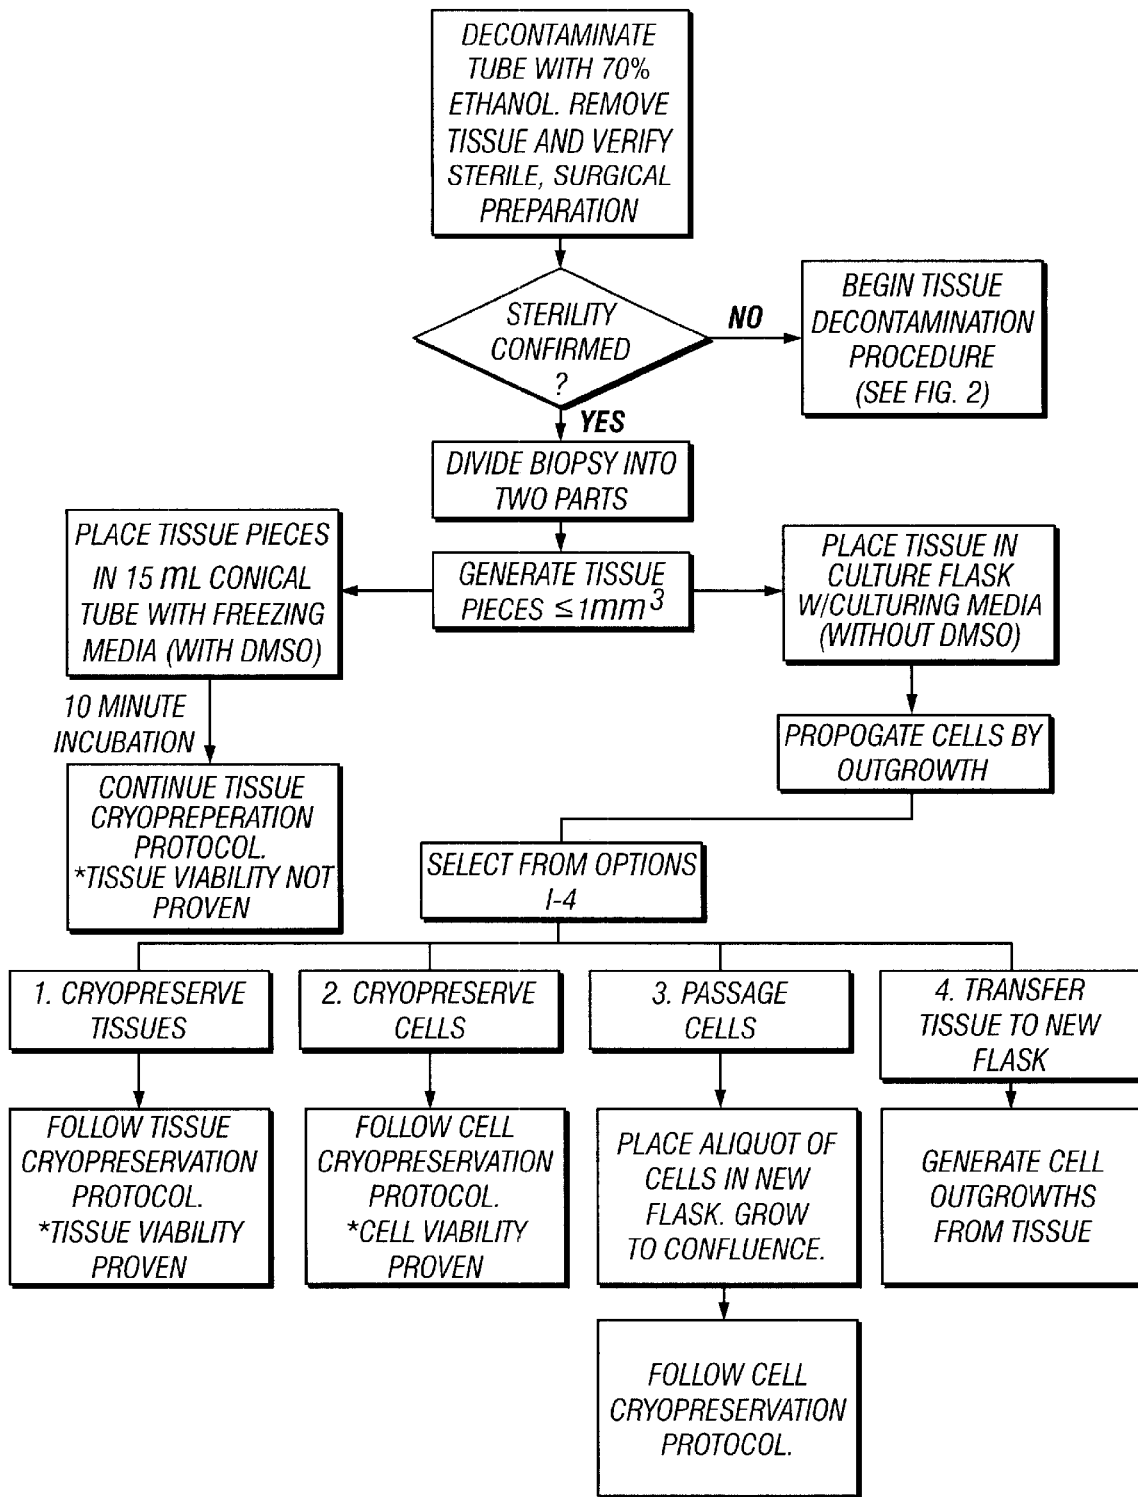 DECONTAMINATE
TUBE WITH 70%
ETHANOL. REMOVE
TISSUE AND VERIFY
STERILE, SURGICAL
PREPARATION
STERILITY
CONFIRMED
?
NO
BEGIN TISSUE
DECONTAMINATION
PROCEDURE
(SEE FIG. 2)
YES
DIVIDE BIOPSY INTO
TWO PARTS
GENERATE TISSUE
PIECES ≤ 1mm³
PLACE TISSUE PIECES
IN 15 mL CONICAL
TUBE WITH FREEZING
MEDIA (WITH DMSO)
10 MINUTE
INCUBATION
CONTINUE TISSUE
CRYOPREPERATION
PROTOCOL.
*TISSUE VIABILITY NOT
PROVEN
PLACE TISSUE IN
CULTURE FLASK
W/CULTURING MEDIA
(WITHOUT DMSO)
PROPOGATE CELLS BY
OUTGROWTH
SELECT FROM OPTIONS
I-4
1. CRYOPRESERVE
TISSUES
FOLLOW TISSUE
CRYOPRESERVATION
PROTOCOL.
*TISSUE VIABILITY
PROVEN
2. CRYOPRESERVE
CELLS
FOLLOW CELL
CRYOPRESERVATION
PROTOCOL.
*CELL VIABILITY
PROVEN
3. PASSAGE
CELLS
PLACE ALIQUOT OF
CELLS IN NEW
FLASK. GROW
TO CONFLUENCE.
FOLLOW CELL
CRYOPRESERVATION
PROTOCOL.
4. TRANSFER
TISSUE TO NEW
FLASK
GENERATE CELL
OUTGROWTHS
FROM TISSUE